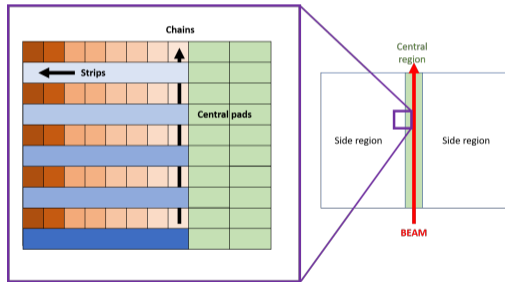 Chains
Strips
Central pads
Central
region
Side region
Side region
BEAM